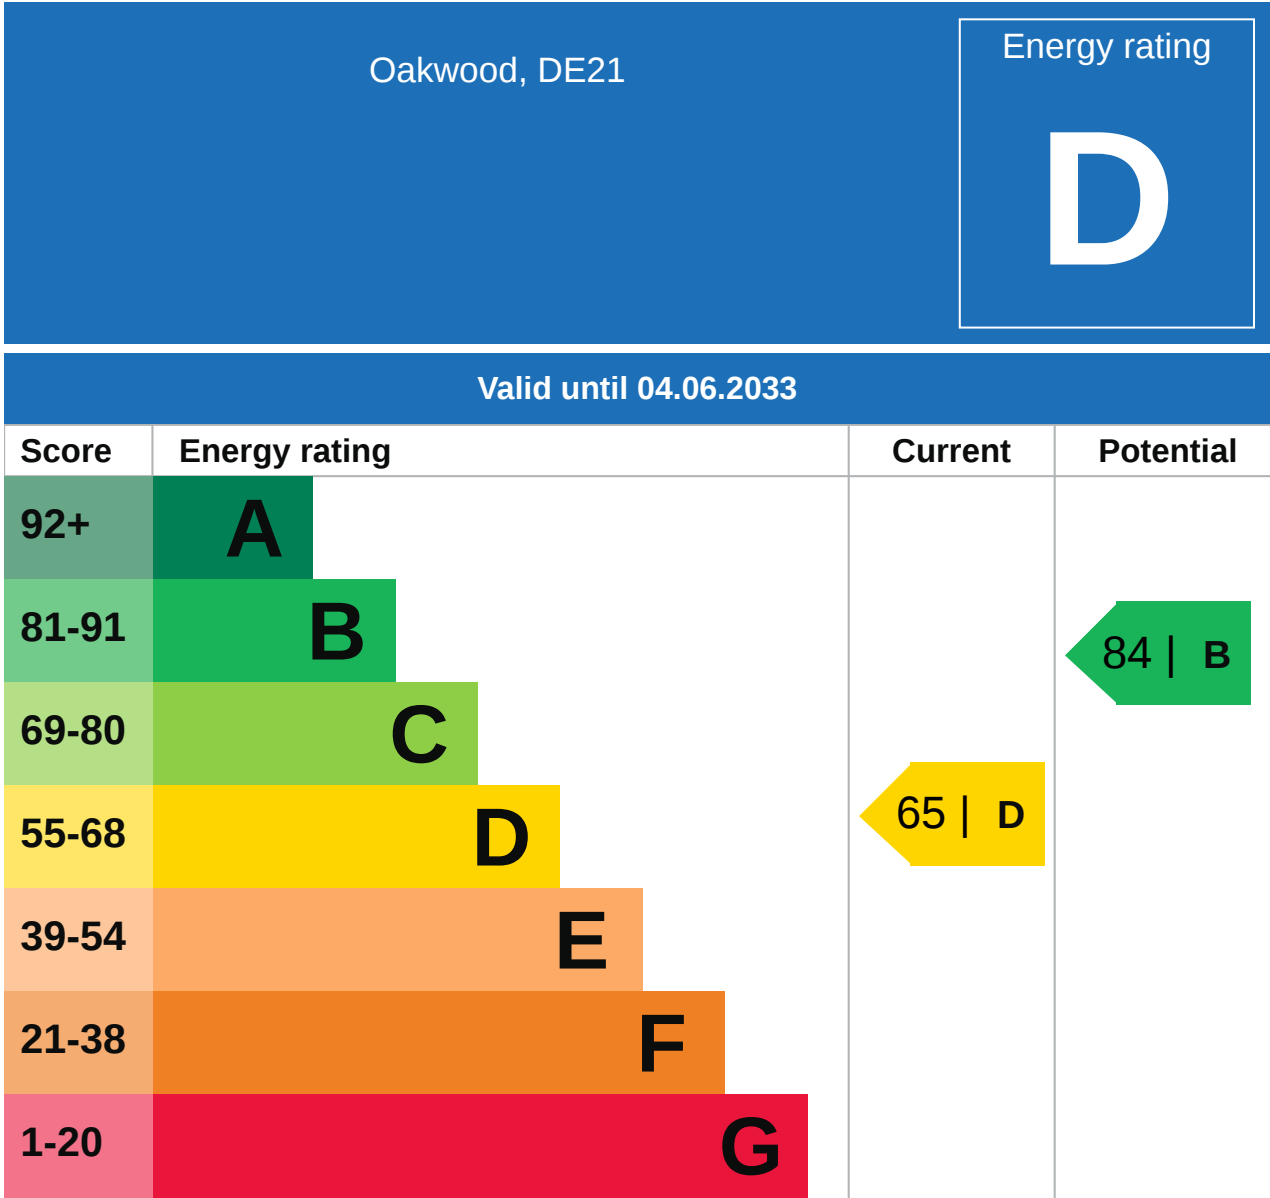 Oakwood, DE21
Energy rating
D
Valid until 04.06.2033
Score Energy rating Current Potential
92+ A
81-91 B
84 | B
69-80 C
55-68 D
65 | D
39-54 E
21-38 F
1-20 G